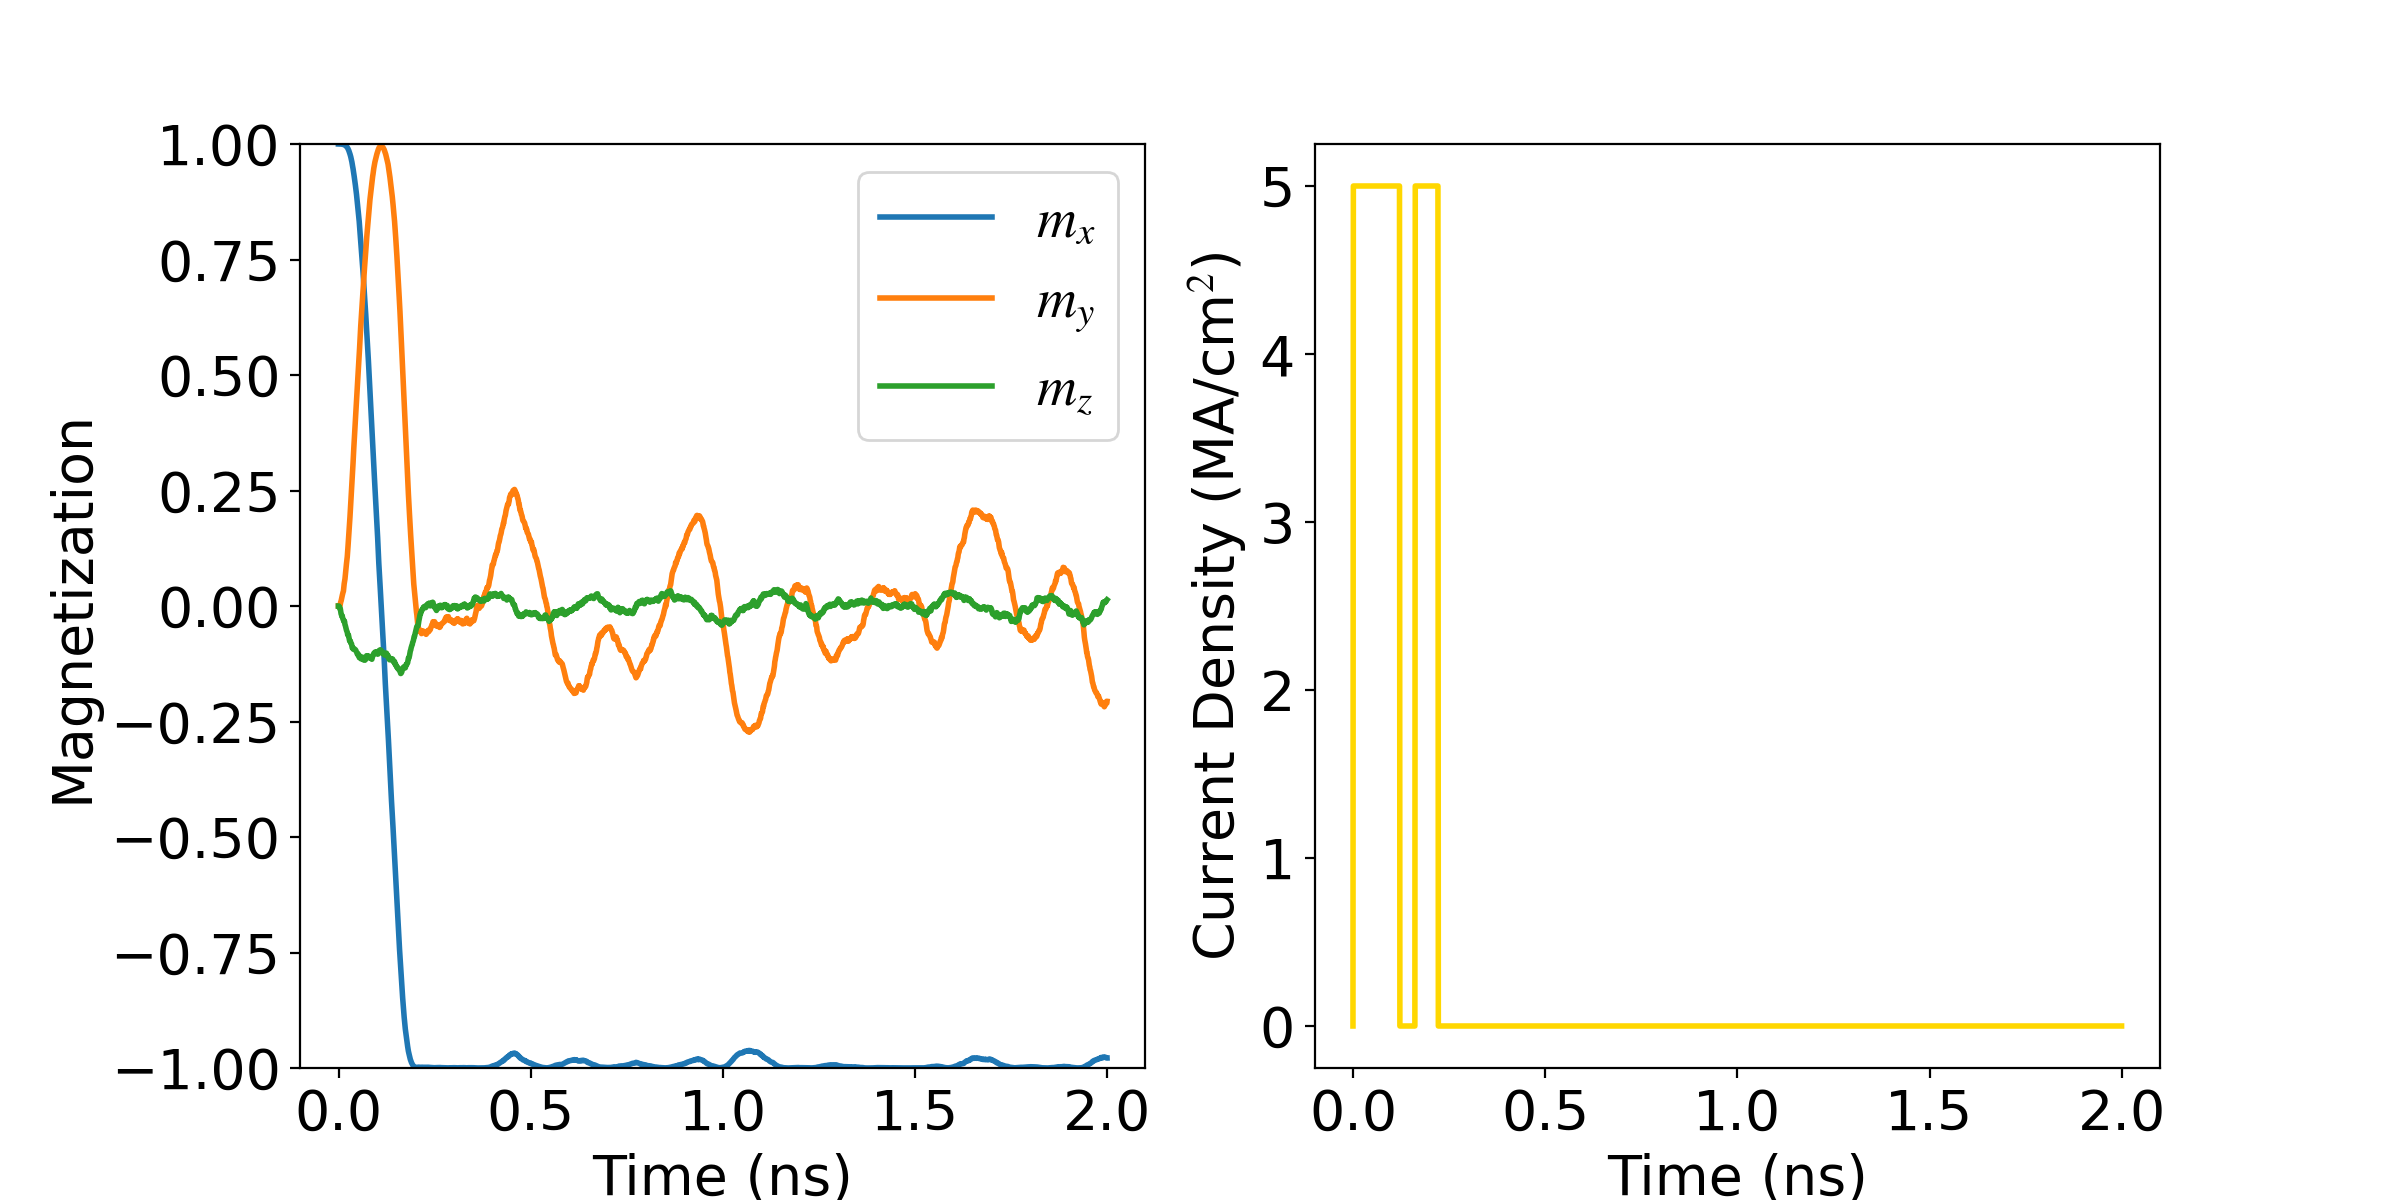 1.00
0.75
0.50
0.25
0.00
−0.25
−0.50
−0.75
−1.00
Magnetization
0.0 0.5 1.0 1.5 2.0
Time (ns)
m_x
m_y
m_z
5
4
3
2
1
0
Current Density (MA/cm²)
0.0 0.5 1.0 1.5 2.0
Time (ns)